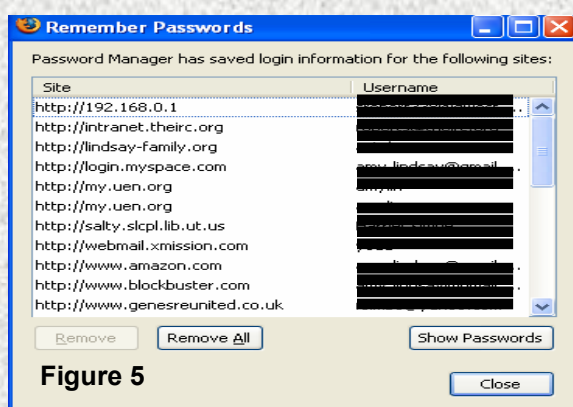 Remember Passwords
Password Manager has saved login information for the following sites:
Site Username
http://192.168.0.1
http://intranet.theirc.org
http://lindsay-family.org
http://login.myspace.com
http://my.uen.org
http://my.uen.org
http://salty.slcpl.lib.ut.us
http://webmail.xmission.com
http://www.amazon.com
http://www.blockbuster.com
http://www.genesreunited.co.uk
Remove Remove All Show Passwords
Figure 5
Close